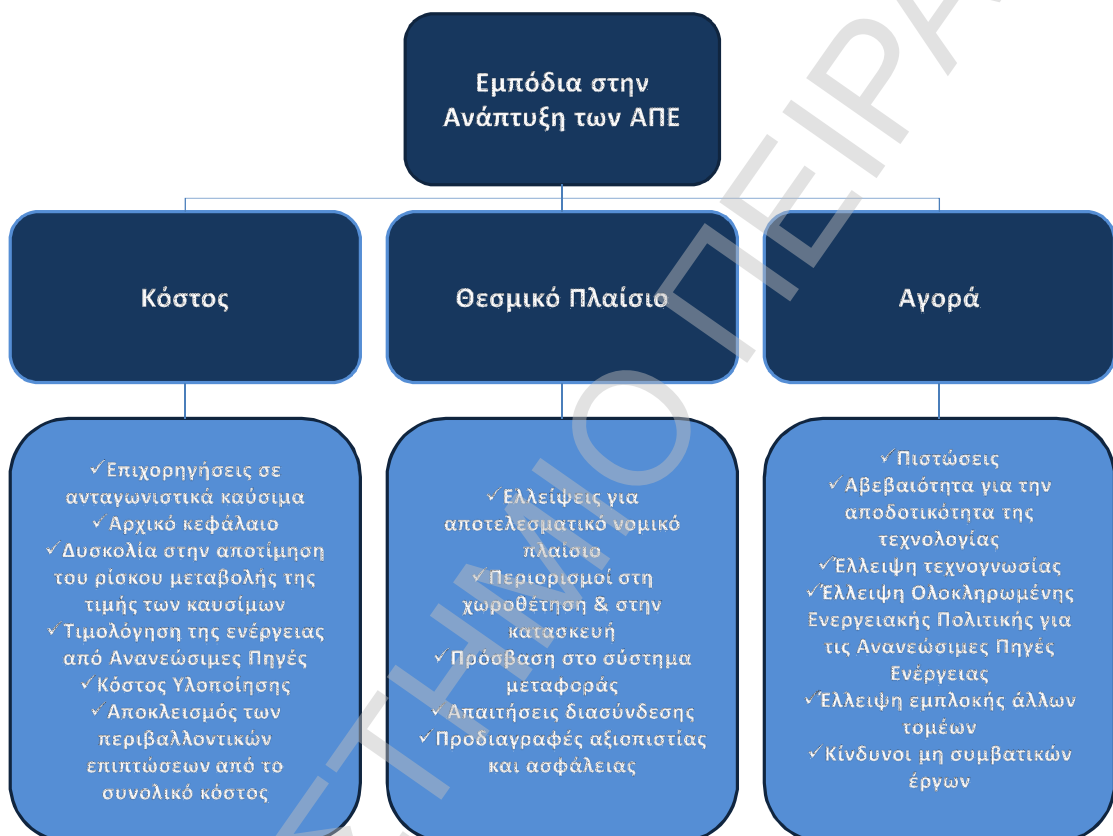 Εμπόδια στην
Ανάπτυξη των ΑΠΕ
Κόστος
Θεσμικό Πλαίσιο
Αγορά
✓Επιχορηγήσεις σε
ανταγωνιστικά καύσιμα
✓Αρχικό κεφάλαιο
✓Δυσκολία στην αποτίμηση
του ρίσκου μεταβολής της
τιμής των καυσίμων
✓Τιμολόγηση της ενέργειας
από Ανανεώσιμες Πηγές
✓Κόστος Υλοποίησης
✓Αποκλεισμός των
περιβαλλοντικών
επιπτώσεων από το
συνολικό κόστος
✓Ελλείψεις για
αποτελεσματικό νομικό
πλαίσιο
✓Περιορισμοί στη
χωροθέτηση & στην
κατασκευή
✓Πρόσβαση στο σύστημα
μεταφοράς
✓Απαιτήσεις διασύνδεσης
✓Προδιαγραφές αξιοπιστίας
και ασφάλειας
✓Πιστώσεις
✓Αβεβαιότητα για την
αποδοτικότητα της
τεχνολογίας
✓Έλλειψη τεχνογνωσίας
✓Έλλειψη Ολοκληρωμένης
Ενεργειακής Πολιτικής για
τις Ανανεώσιμες Πηγές
Ενέργειας
✓Έλλειψη εμπλοκής άλλων
τομέων
✓Κίνδυνοι μη συμβατικών
έργων
ΣΤΗΜΙΟ ΠΕΙΡΑ